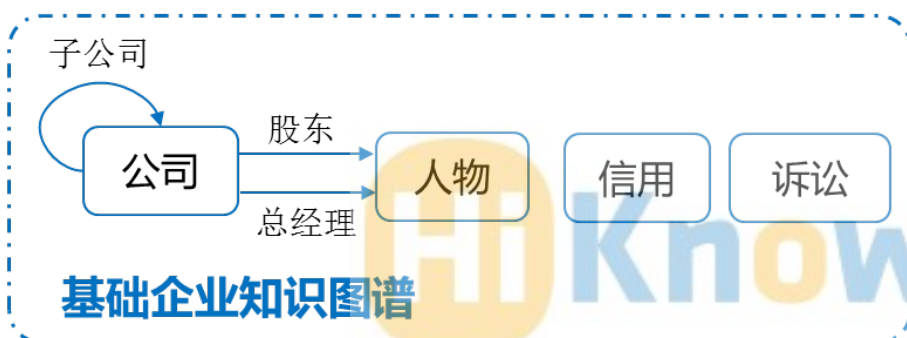 子公司
股东
公司
人物
信用
诉讼
总经理
基础企业知识图谱
HiKnow